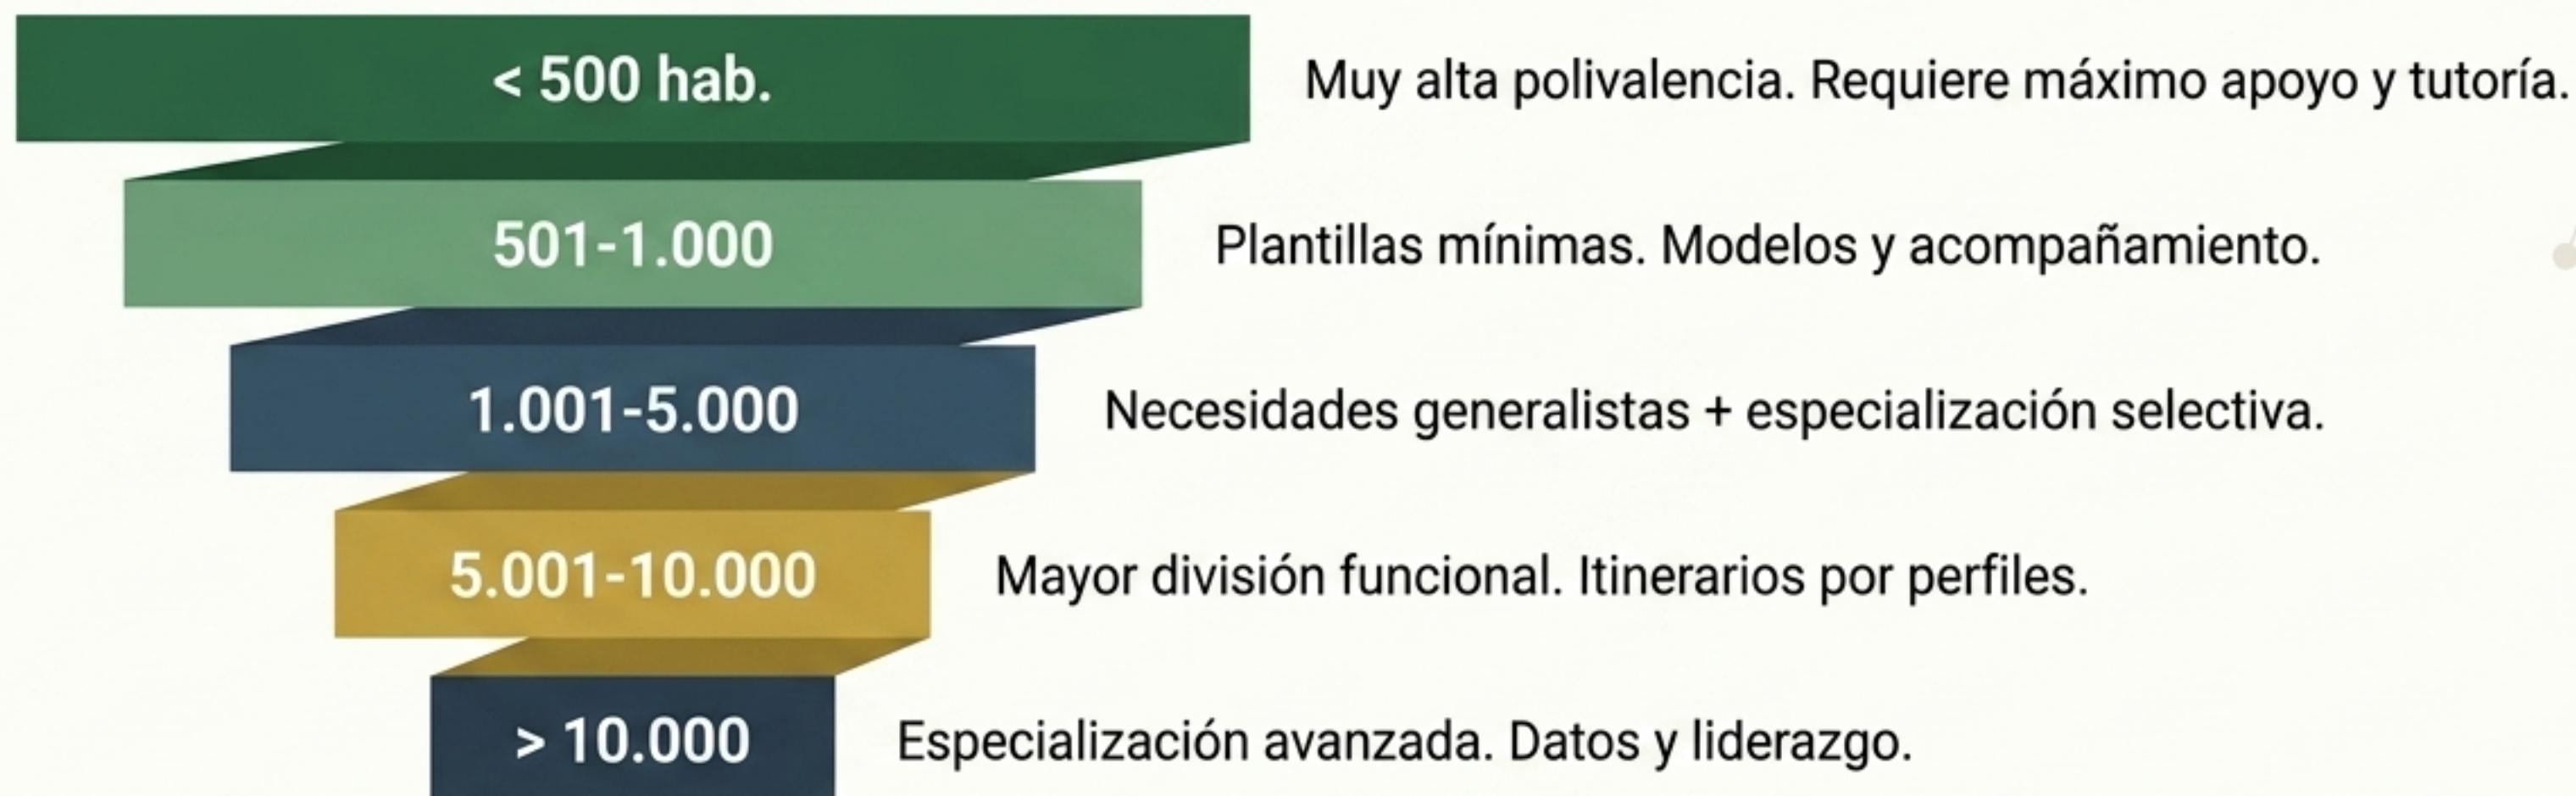 < 500 hab.
Muy alta polivalencia. Requiere máximo apoyo y tutoría.
501-1.000
Plantillas mínimas. Modelos y acompañamiento.
1.001-5.000
Necesidades generalistas + especialización selectiva.
5.001-10.000
Mayor división funcional. Itinerarios por perfiles.
> 10.000
Especialización avanzada. Datos y liderazgo.